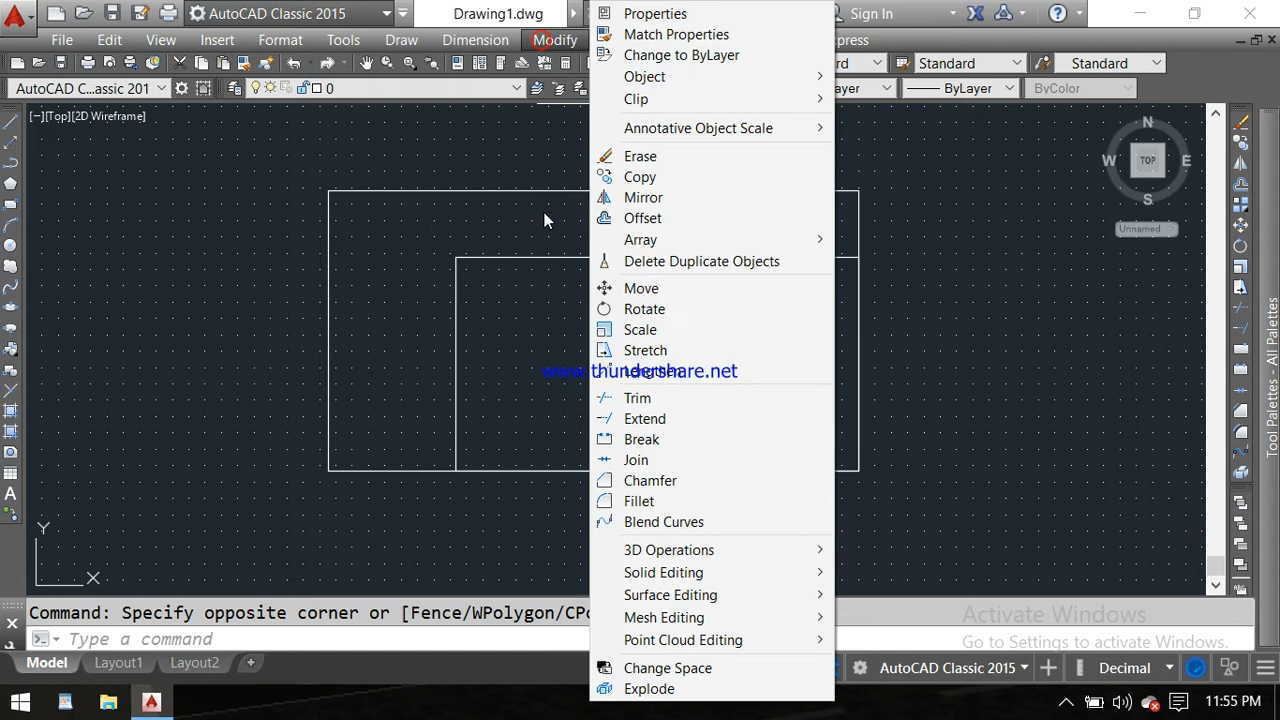 AutoCAD Classic 2015
Drawing1.dwg
Sign In
File Edit View Insert Format Tools Draw Dimension Modify
xpress
Standard
Standard
AutoCAD C...assic 201
0
ByLayer
ByColor
[−][Top][2D Wireframe]
Properties
Match Properties
Change to ByLayer
Object
Clip
Annotative Object Scale
Erase
Copy
Mirror
Offset
Array
Delete Duplicate Objects
Move
Rotate
Scale
Stretch
www.thundershare.net
Trim
Extend
Break
Join
Chamfer
Fillet
Blend Curves
3D Operations
Solid Editing
Surface Editing
Mesh Editing
Point Cloud Editing
Change Space
Explode
N
W TOP E
S
Unnamed
Tool Palettes - All Palettes
Y
X
Command: Specify opposite corner or [Fence/WPolygon/CPo
Type a command
Activate Windows
Go to Settings to activate Windows.
Model Layout1 Layout2
AutoCAD Classic 2015 Decimal
11:55 PM